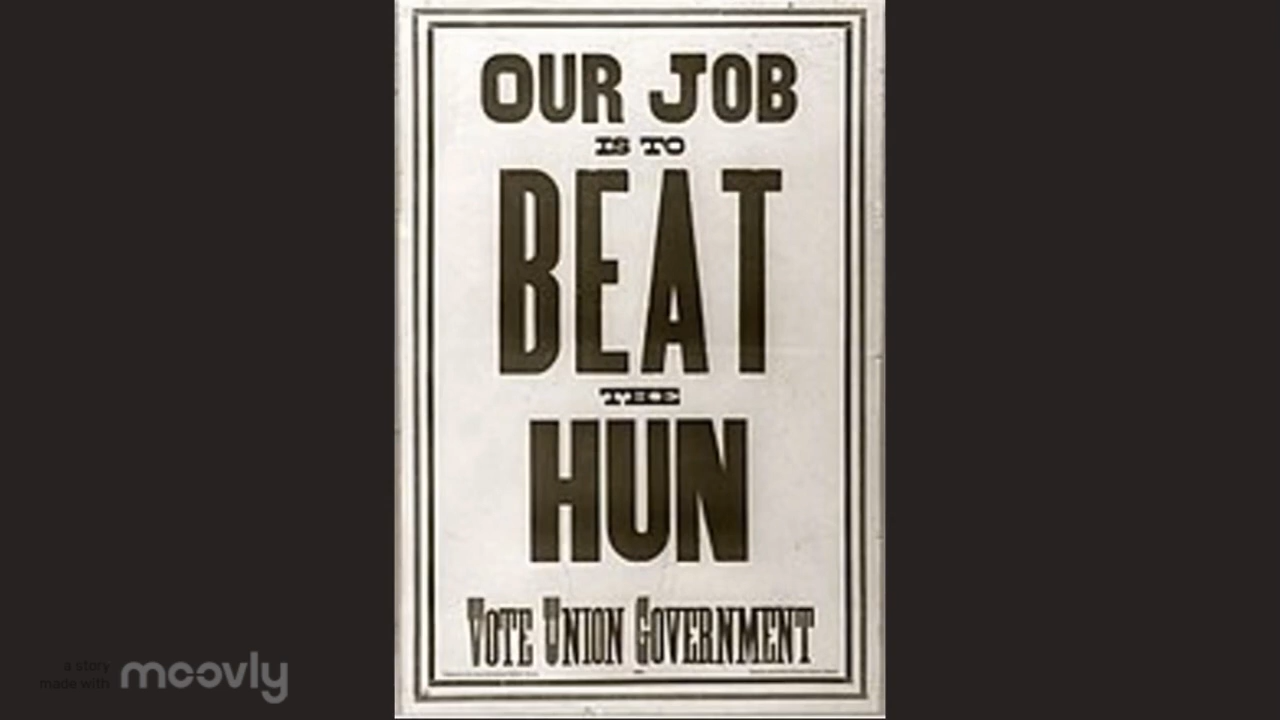 OUR JOB
IS TO
BEAT
THE
HUN
VOTE UNION GOVERNMENT
a story
made with moovly